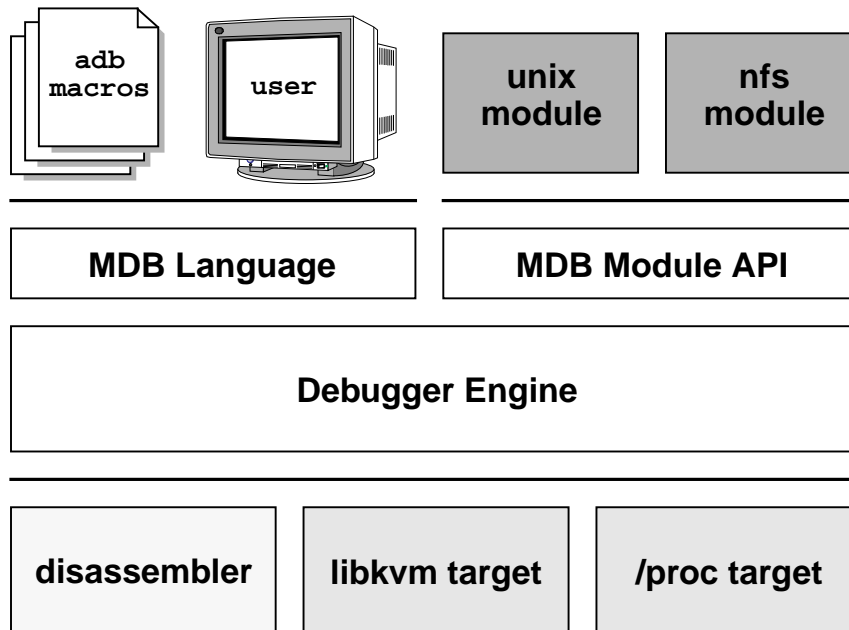 adb
macros
user
unix
module
nfs
module
MDB Language
MDB Module API
Debugger Engine
disassembler
libkvm target
/proc target